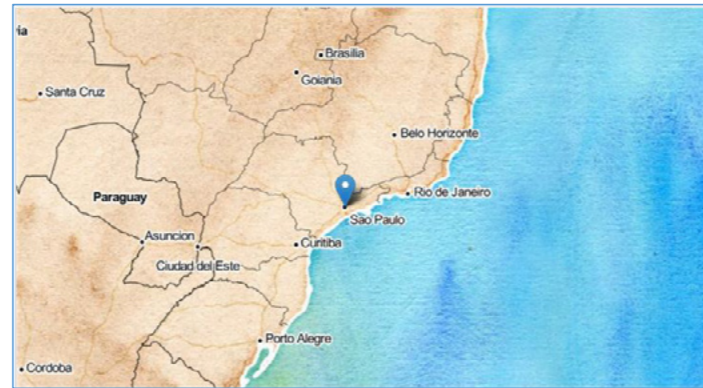 ia
Brasilia
Goiania
Santa Cruz
Belo Horizonte
Paraguay
Rio de Janeiro
São Paulo
Asuncion
Curitiba
Ciudad del Este
Porto Alegre
Cordoba